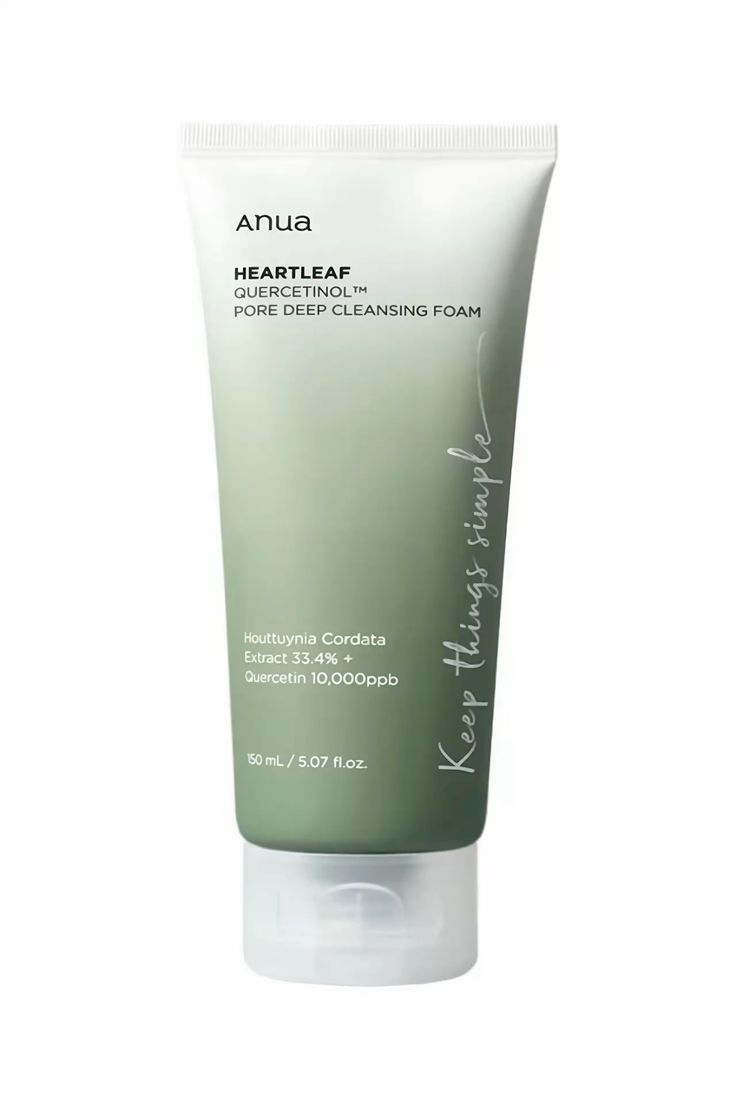 Anua
HEARTLEAF
QUERCETINOL™
PORE DEEP CLEANSING FOAM
Keep things simple
Houttuynia Cordata
Extract 33.4% +
Quercetin 10,000ppb
150 mL / 5.07 fl.oz.